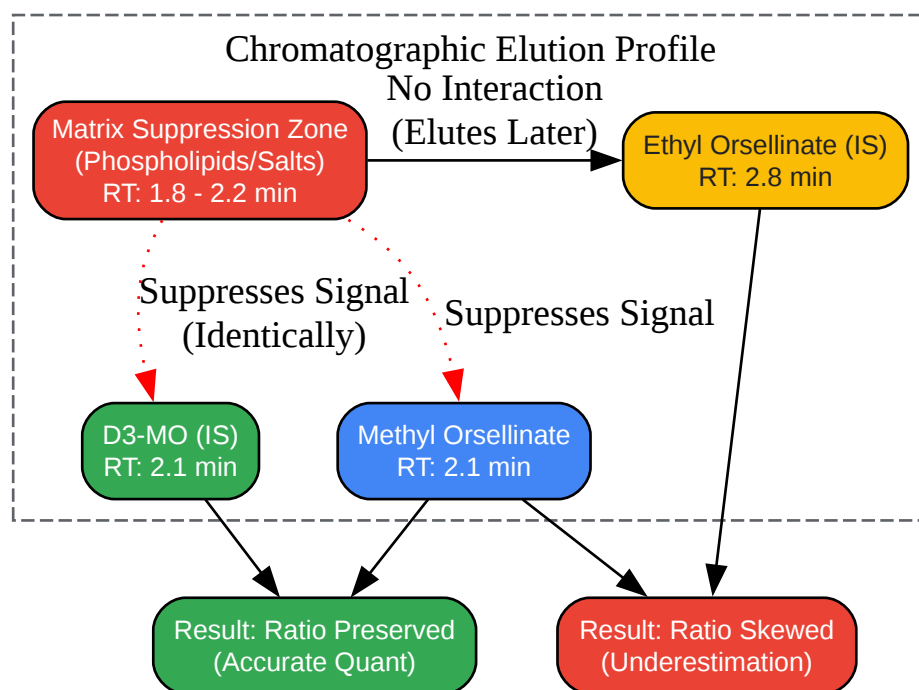 Chromatographic Elution Profile
No Interaction
(Elutes Later)
Matrix Suppression Zone
(Phospholipids/Salts)
RT: 1.8 - 2.2 min
Ethyl Orsellinate (IS)
RT: 2.8 min
Suppresses Signal
(Identically)
Suppresses Signal
D3-MO (IS)
RT: 2.1 min
Methyl Orsellinate
RT: 2.1 min
Result: Ratio Preserved
(Accurate Quant)
Result: Ratio Skewed
(Underestimation)